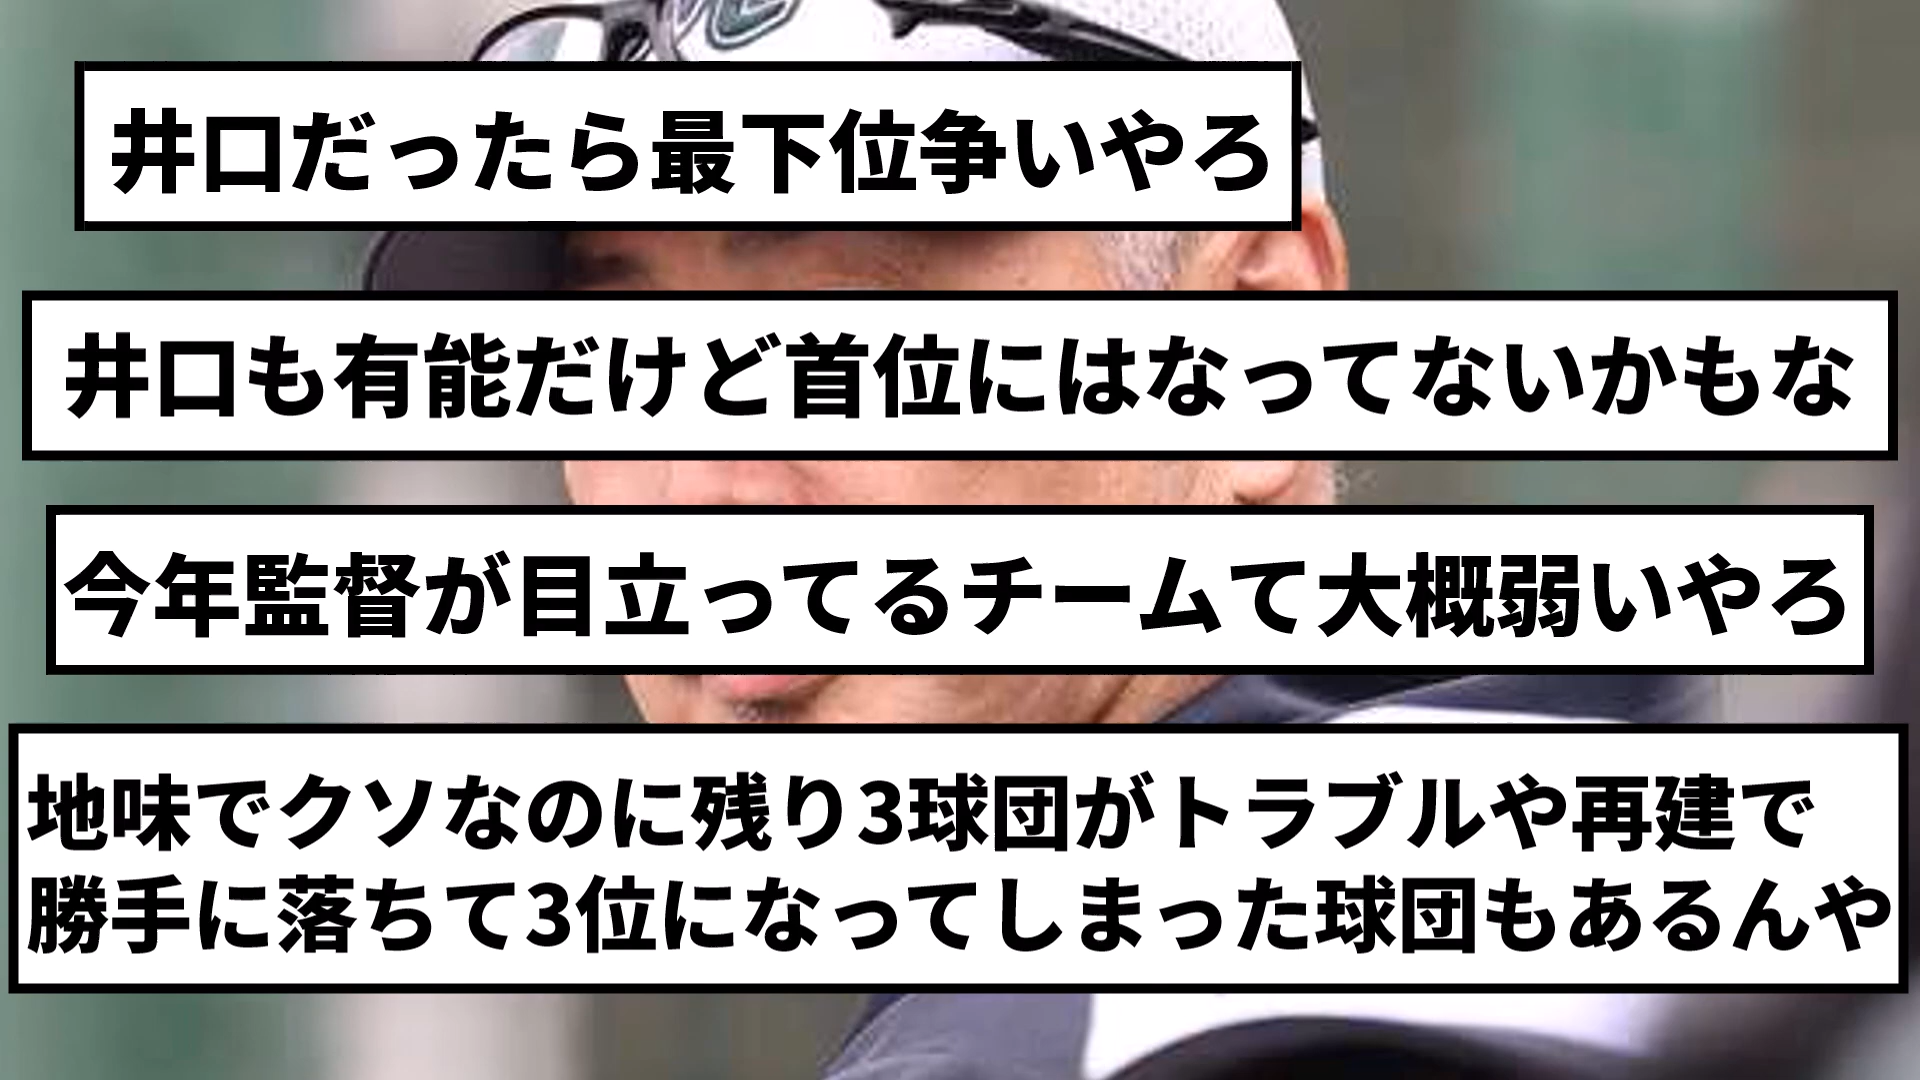 井口だったら最下位争いやろ
井口も有能だけど首位にはなってないかもな
今年監督が目立ってるチームて大概弱いやろ
地味でクソなのに残り3球団がトラブルや再建で
勝手に落ちて3位になってしまった球団もあるんや